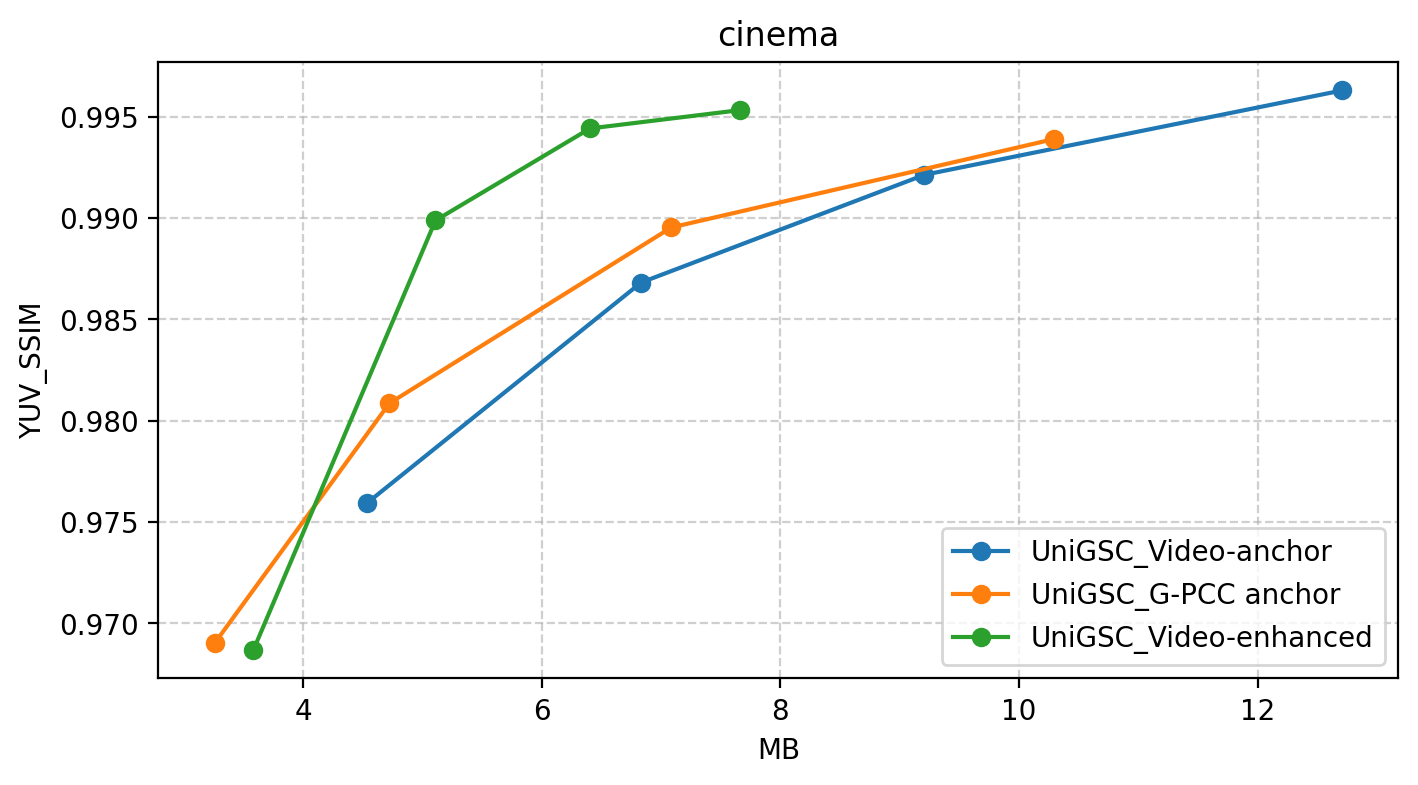 cinema
0.995
0.990
0.985
0.980
0.975
0.970
YUV_SSIM
4
6
8
10
12
MB
UniGSC_Video-anchor
UniGSC_G-PCC anchor
UniGSC_Video-enhanced